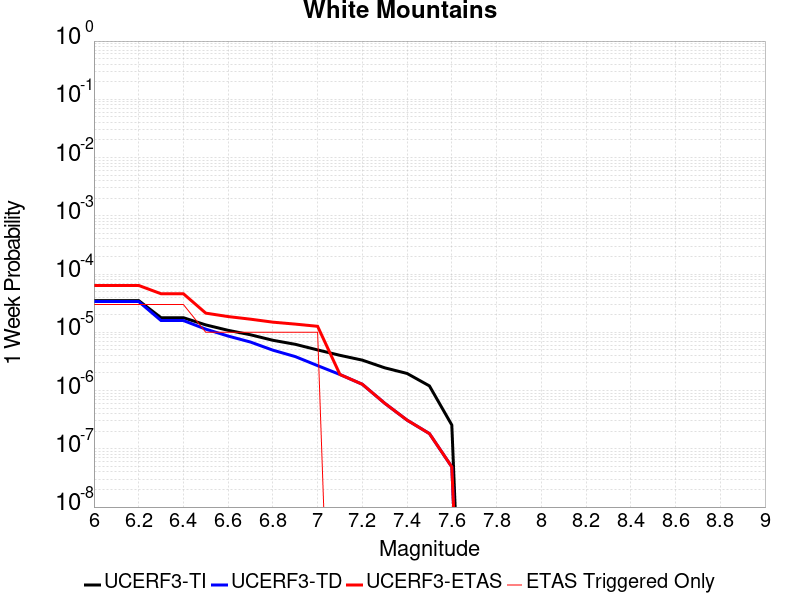 White Mountains
10^0
10^-1
10^-2
10^-3
10^-4
10^-5
10^-6
10^-7
10^-8
1 Week Probability
6 6.2 6.4 6.6 6.8 7 7.2 7.4 7.6 7.8 8 8.2 8.4 8.6 8.8 9
Magnitude
UCERF3-TI UCERF3-TD UCERF3-ETAS ETAS Triggered Only